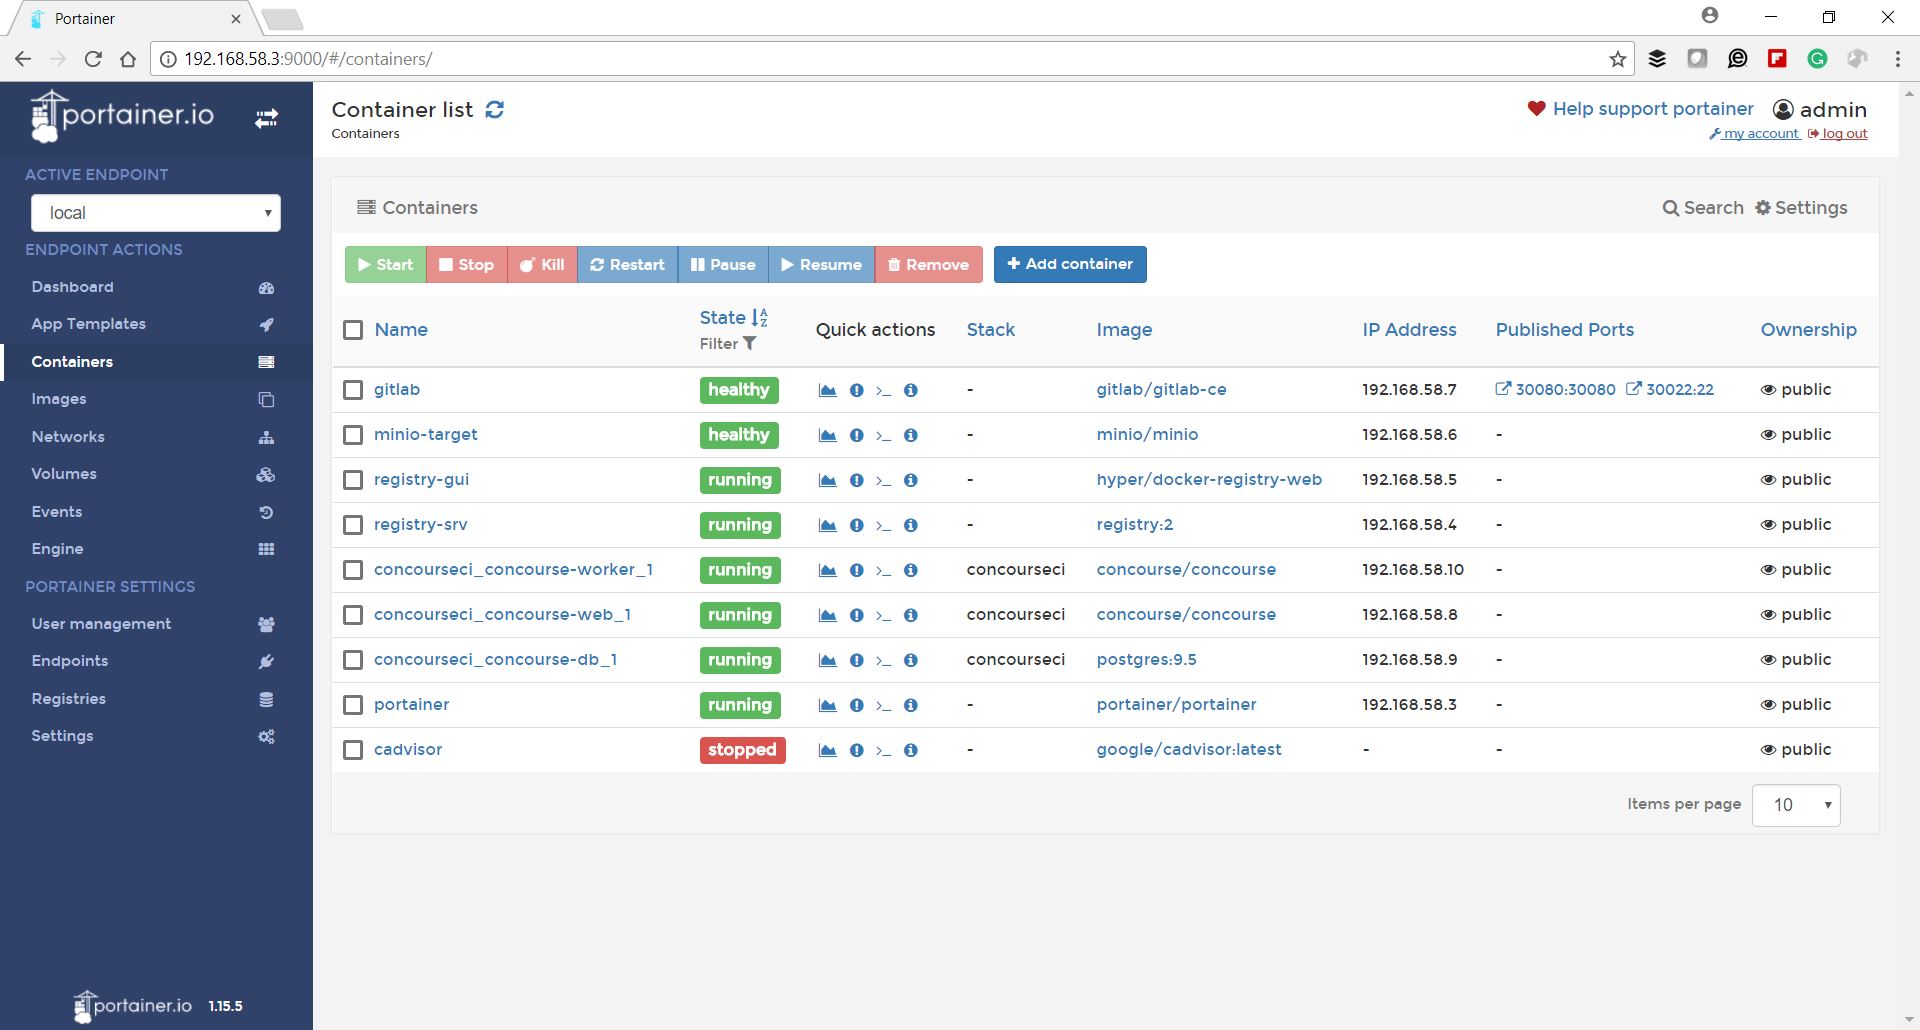 Portainer
192.168.58.3:9000/#/containers/
portainer.io
Container list
Containers
Help support portainer admin
my account log out
ACTIVE ENDPOINT
local
ENDPOINT ACTIONS
Dashboard
App Templates
Containers
Images
Networks
Volumes
Events
Engine
PORTAINER SETTINGS
User management
Endpoints
Registries
Settings
portainer.io 1.15.5
Containers Search Settings
Start Stop Kill Restart Pause Resume Remove + Add container
Name State Filter Quick actions Stack Image IP Address Published Ports Ownership
gitlab healthy - gitlab/gitlab-ce 192.168.58.7 30080:30080 30022:22 public
minio-target healthy - minio/minio 192.168.58.6 - public
registry-gui running - hyper/docker-registry-web 192.168.58.5 - public
registry-srv running - registry:2 192.168.58.4 - public
concourseci_concourse-worker_1 running concourseci concourse/concourse 192.168.58.10 - public
concourseci_concourse-web_1 running concourseci concourse/concourse 192.168.58.8 - public
concourseci_concourse-db_1 running concourseci postgres:9.5 192.168.58.9 - public
portainer running - portainer/portainer 192.168.58.3 - public
cadvisor stopped - google/cadvisor:latest - - public
Items per page 10